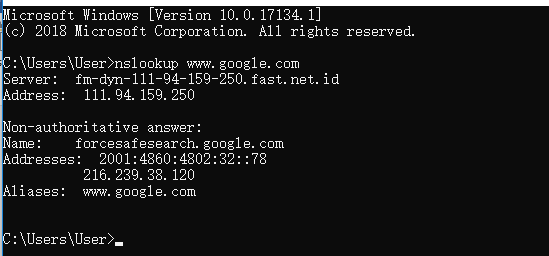 Microsoft Windows [Version 10.0.17134.1]
(c) 2018 Microsoft Corporation. All rights reserved.
C:\Users\User>nslookup www.google.com
Server:  fm-dyn-111-94-159-250.fast.net.id
Address:  111.94.159.250
Non-authoritative answer:
Name:    forcesafesearch.google.com
Addresses:  2001:4860:4802:32::78
216.239.38.120
Aliases:  www.google.com
C:\Users\User>_